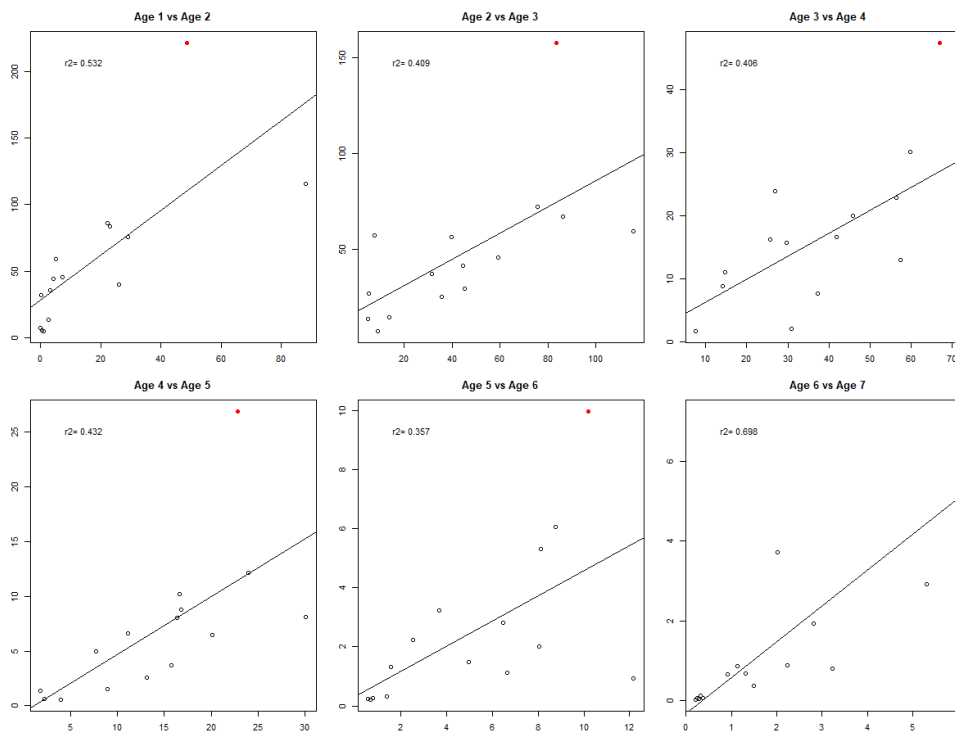 Age 1 vs Age 2
r2= 0.532
0
50
100
150
200
0 20 40 60 80
Age 2 vs Age 3
r2= 0.409
50
100
150
20 40 60 80 100
Age 3 vs Age 4
r2= 0.406
0
10
20
30
40
10 20 30 40 50 60 70
Age 4 vs Age 5
r2= 0.432
0
5
10
15
20
25
5 10 15 20 25 30
Age 5 vs Age 6
r2= 0.357
0
2
4
6
8
10
2 4 6 8 10 12
Age 6 vs Age 7
r2= 0.698
0
2
4
6
0 1 2 3 4 5